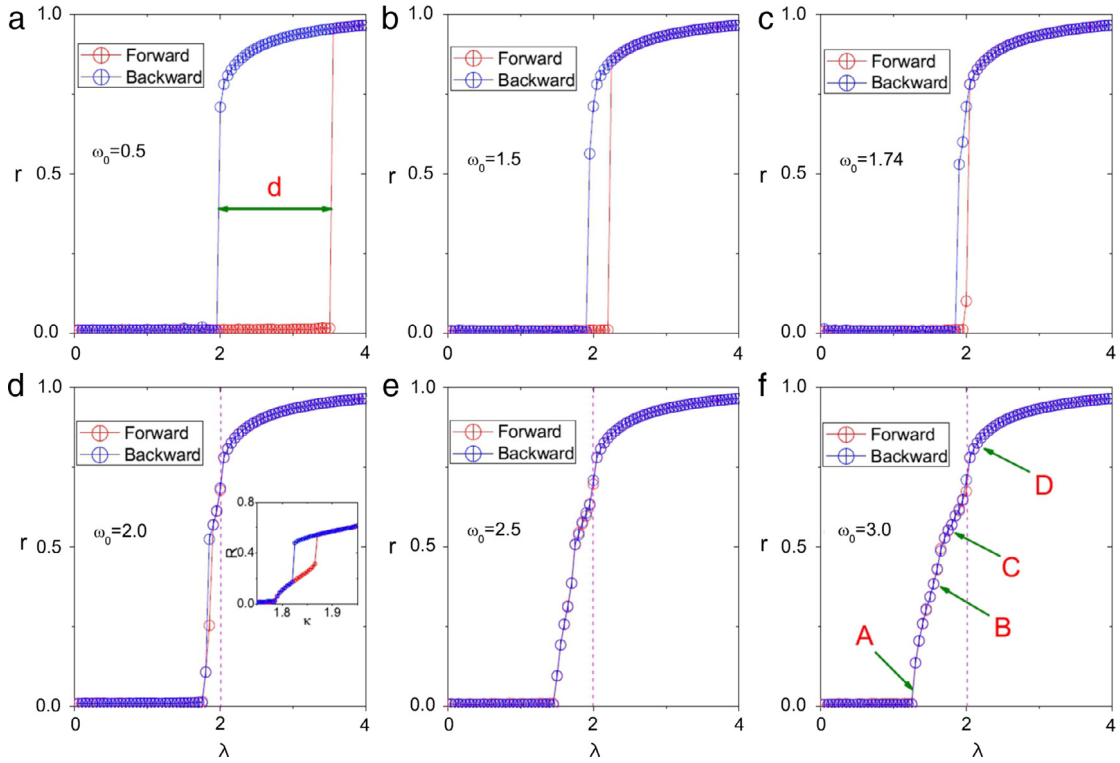 a
1.0
Forward
Backward
ω0=0.5
r
0.5
d
0.0
0
2
4
b
1.0
Forward
Backward
ω0=1.5
r
0.5
0.0
0
2
4
c
1.0
Forward
Backward
ω0=1.74
r
0.5
0.0
0
2
4
d
1.0
Forward
Backward
ω0=2.0
r
0.5
0.8
R
0.4
0.0
1.8
1.9
κ
0.0
0
2
4
λ
e
1.0
Forward
Backward
ω0=2.5
r
0.5
0.0
0
2
4
λ
f
1.0
Forward
Backward
ω0=3.0
r
0.5
D
C
B
A
0.0
0
2
4
λ